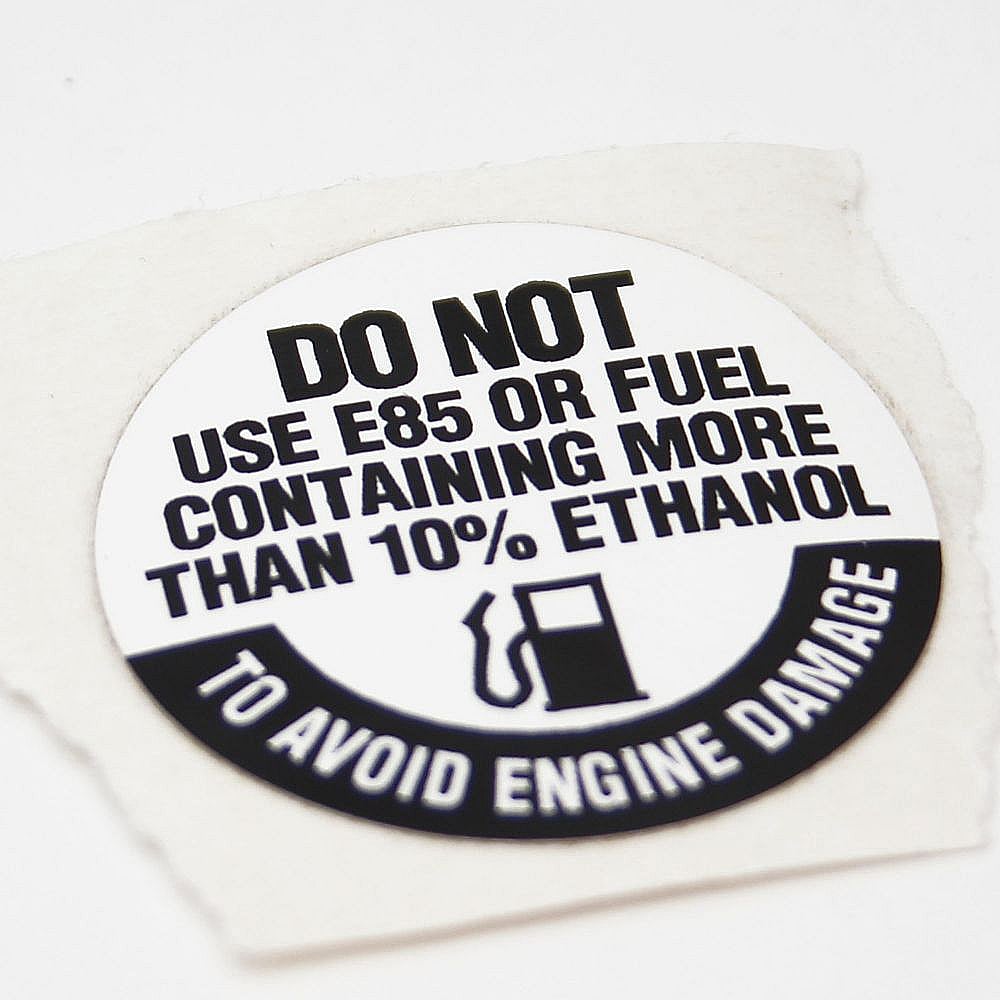 DO NOT
USE E85 OR FUEL
CONTAINING MORE
THAN 10% ETHANOL
TO AVOID ENGINE DAMAGE